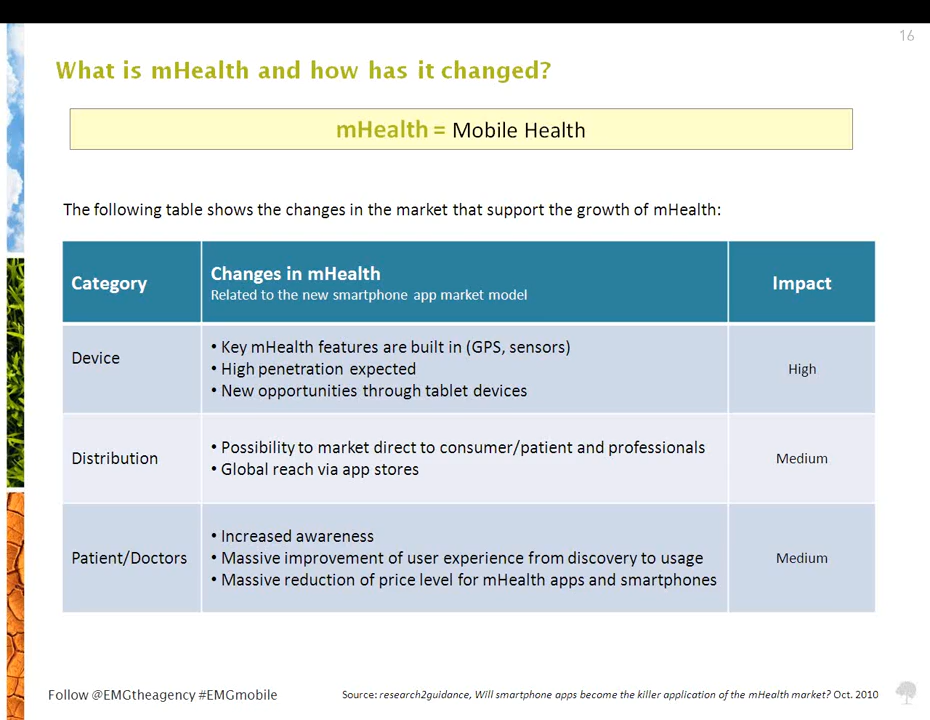 16
What is mHealth and how has it changed?
mHealth = Mobile Health
The following table shows the changes in the market that support the growth of mHealth:
Category
Changes in mHealth
Related to the new smartphone app market model
Impact
Device
• Key mHealth features are built in (GPS, sensors)
• High penetration expected
• New opportunities through tablet devices
High
Distribution
• Possibility to market direct to consumer/patient and professionals
• Global reach via app stores
Medium
Patient/Doctors
• Increased awareness
• Massive improvement of user experience from discovery to usage
• Massive reduction of price level for mHealth apps and smartphones
Medium
Follow @EMGtheagency #EMGmobile
Source: research2guidance, Will smartphone apps become the killer application of the mHealth market? Oct. 2010